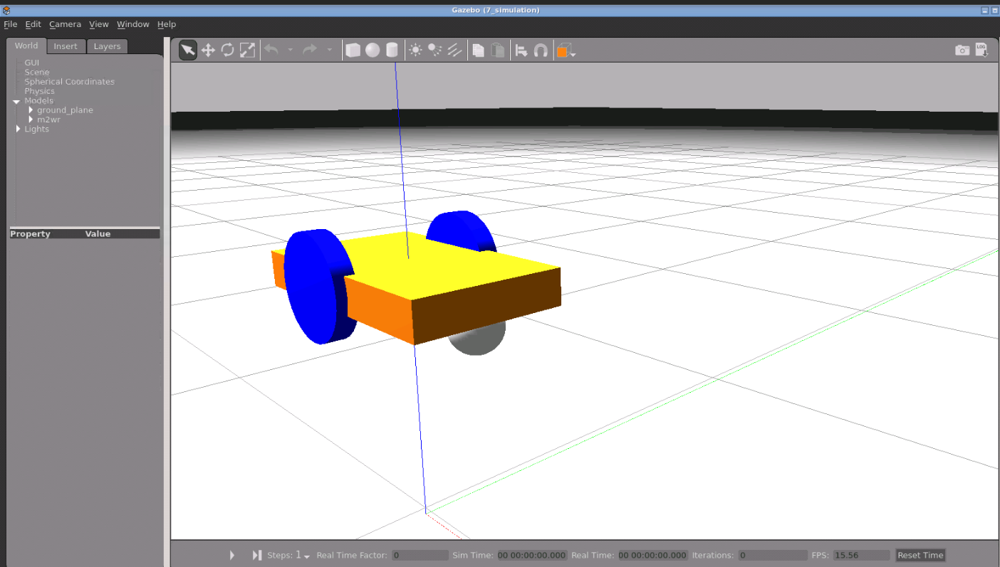 Gazebo (7_simulation)
File Edit Camera View Window Help
World Insert Layers
LOG
GUI
Scene
Spherical Coordinates
Physics
Models
ground_plane
m2wr
Lights
Property Value
Steps: 1 Real Time Factor: 0 Sim Time: 00 00:00:00.000 Real Time: 00 00:00:00.000 Iterations: 0 FPS: 15.56 Reset Time